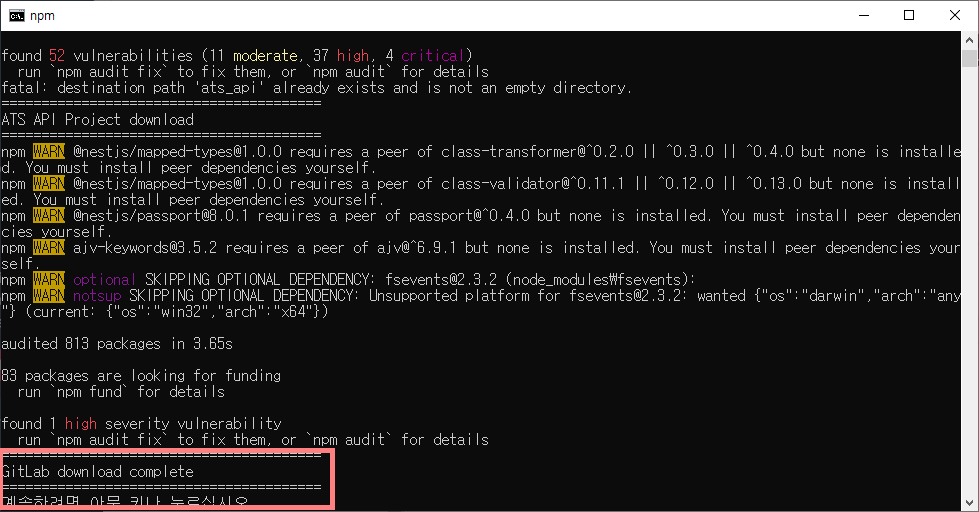 npm
found 52 vulnerabilities (11 moderate, 37 high, 4 critical)
run `npm audit fix` to fix them, or `npm audit` for details
fatal: destination path 'ats_api' already exists and is not an empty directory.
========================================
ATS API Project download
========================================
npm WARN @nestjs/mapped-types@1.0.0 requires a peer of class-transformer@^0.2.0 || ^0.3.0 || ^0.4.0 but none is installe
d. You must install peer dependencies yourself.
npm WARN @nestjs/mapped-types@1.0.0 requires a peer of class-validator@^0.11.1 || ^0.12.0 || ^0.13.0 but none is install
ed. You must install peer dependencies yourself.
npm WARN @nestjs/passport@8.0.1 requires a peer of passport@^0.4.0 but none is installed. You must install peer dependen
cies yourself.
npm WARN ajv-keywords@3.5.2 requires a peer of ajv@^6.9.1 but none is installed. You must install peer dependencies your
self.
npm WARN optional SKIPPING OPTIONAL DEPENDENCY: fsevents@2.3.2 (node_modules₩fsevents):
npm WARN notsup SKIPPING OPTIONAL DEPENDENCY: Unsupported platform for fsevents@2.3.2: wanted {"os":"darwin","arch":"any
"} (current: {"os":"win32","arch":"x64"})
audited 813 packages in 3.65s
83 packages are looking for funding
run `npm fund` for details
found 1 high severity vulnerability
run `npm audit fix` to fix them, or `npm audit` for details
========================================
GitLab download complete
========================================
계속하려면 아무 키나 누르십시오